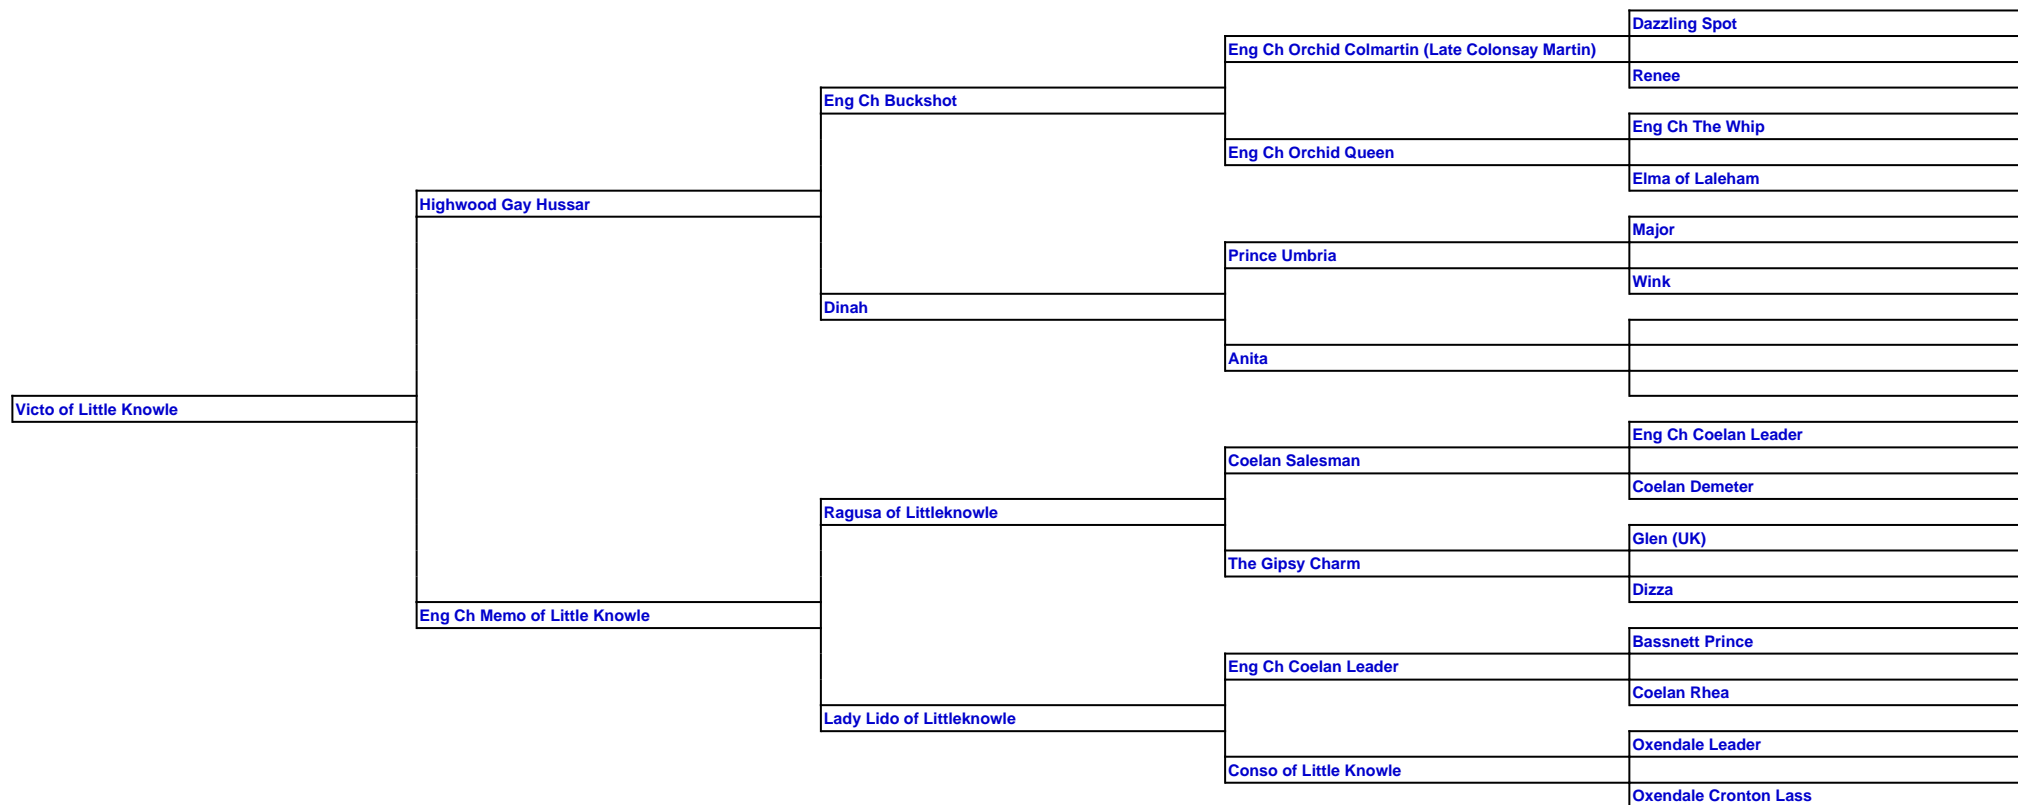 Dazzling Spot
Eng Ch Orchid Colmartin (Late Colonsay Martin)
Renee
Eng Ch Buckshot
Eng Ch The Whip
Eng Ch Orchid Queen
Elma of Laleham
Highwood Gay Hussar
Major
Prince Umbria
Wink
Dinah
Anita
Victo of Little Knowle
Eng Ch Coelan Leader
Coelan Salesman
Coelan Demeter
Ragusa of Littleknowle
Glen (UK)
The Gipsy Charm
Dizza
Eng Ch Memo of Little Knowle
Bassnett Prince
Eng Ch Coelan Leader
Coelan Rhea
Lady Lido of Littleknowle
Oxendale Leader
Conso of Little Knowle
Oxendale Cronton Lass